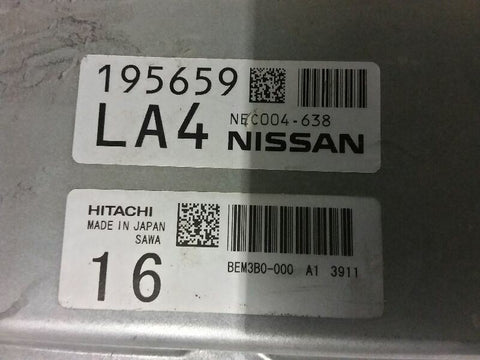 195659
NEC004-638
LA4 NISSAN
HITACHI
MADE IN JAPAN
SAWA
16
BEM3B0-000 A1 3911